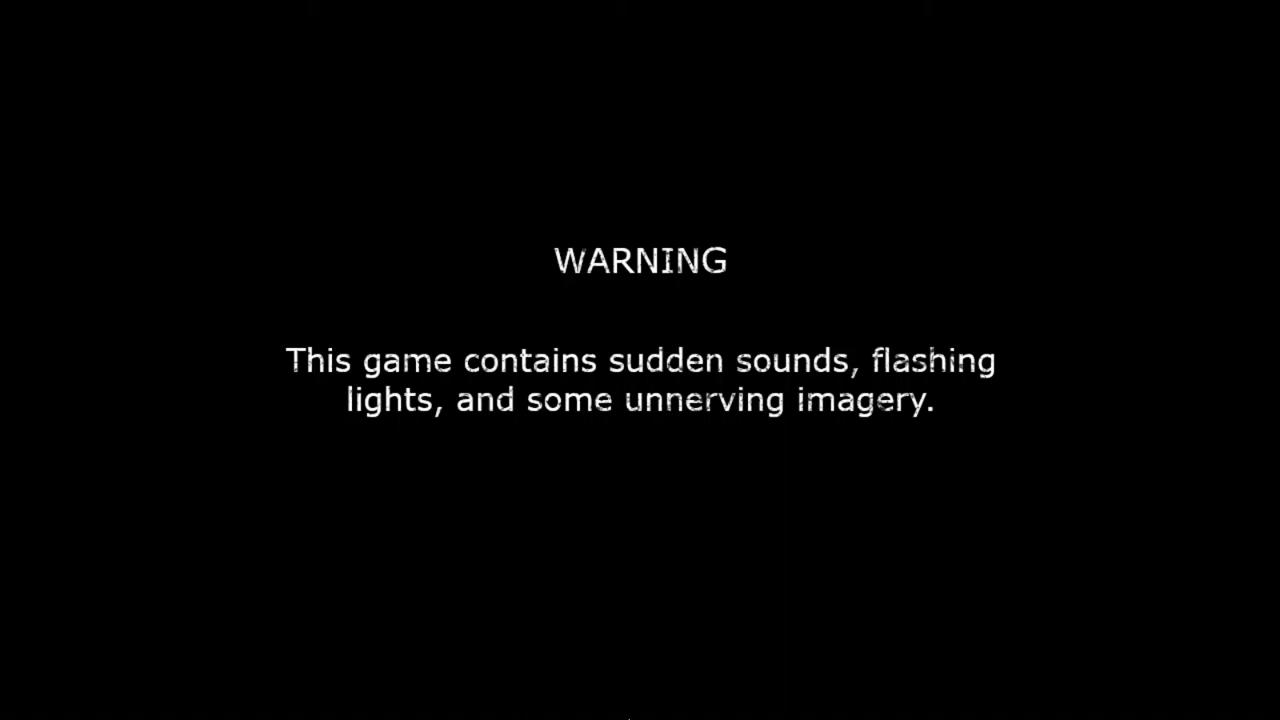 WARNING
This game contains sudden sounds, flashing
lights, and some unnerving imagery.